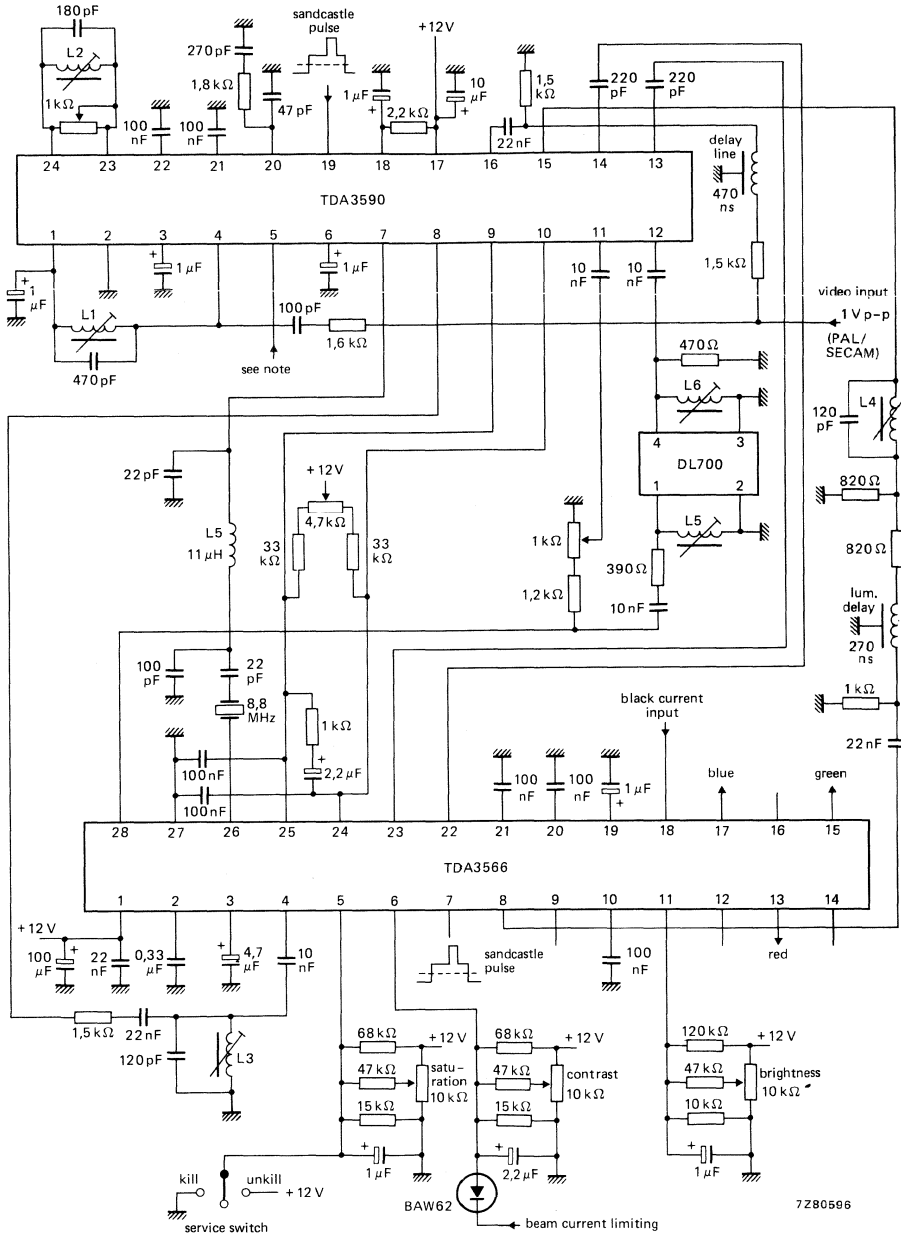 180 pF
L2
1kΩ
270 pF
1,8 kΩ
47 pF
sandcastle
pulse
+12V
1 µF
+
2,2 kΩ
10
µF
+
1,5
kΩ
22 nF
220
pF
220
pF
100
nF
100
nF
24
23
22
21
20
19
18
17
16
15
14
13
delay
line
470
ns
TDA3590
1
2
3
4
5
6
7
8
9
10
11
12
+
1
µF
+
1 µF
+
1 µF
10
nF
10
nF
1,5 kΩ
L1
470 pF
100 pF
1,6 kΩ
see note
video input
1 V p-p
(PAL/
SECAM)
470 Ω
L6
4
3
DL700
1
2
L5
390 Ω
10 nF
120
pF
L4
820 Ω
820 Ω
lum.
delay
270
ns
1 kΩ
22 nF
22 pF
L5
11 µH
+12V
4,7 kΩ
33
kΩ
33
kΩ
1 kΩ
1,2 kΩ
100
pF
22
pF
8,8
MHz
1 kΩ
+
2,2 µF
100 nF
100 nF
black current
input
100
nF
100
nF
1 µF
+
blue
green
28
27
26
25
24
23
22
21
20
19
18
17
16
15
TDA3566
1
2
3
4
5
6
7
8
9
10
11
12
13
14
+12 V
100
µF
+
22
nF
0,33
µF
+
4,7
µF
10
nF
sandcastle
pulse
100
nF
red
1,5 kΩ
22 nF
120 pF
L3
68 kΩ
+12 V
47 kΩ
satu-
ration
10 kΩ
15 kΩ
+
1 µF
68 kΩ
+12 V
47 kΩ
contrast
10 kΩ
15 kΩ
+
2,2 µF
120 kΩ
+12 V
47 kΩ
brightness
10 kΩ
10 kΩ
+
1 µF
kill
unkill
+12 V
service switch
BAW62
beam current limiting
7Z80596